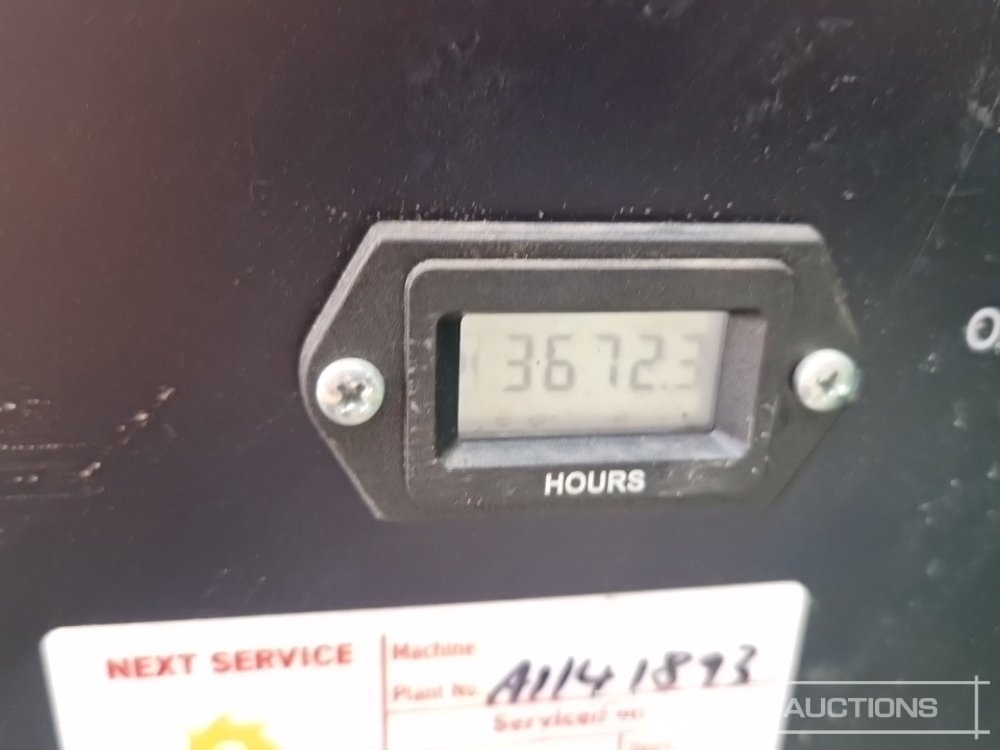 3672.3
HOURS
NEXT SERVICE
Machine
Plant No. A1141893
Serviced on
AUCTIONS